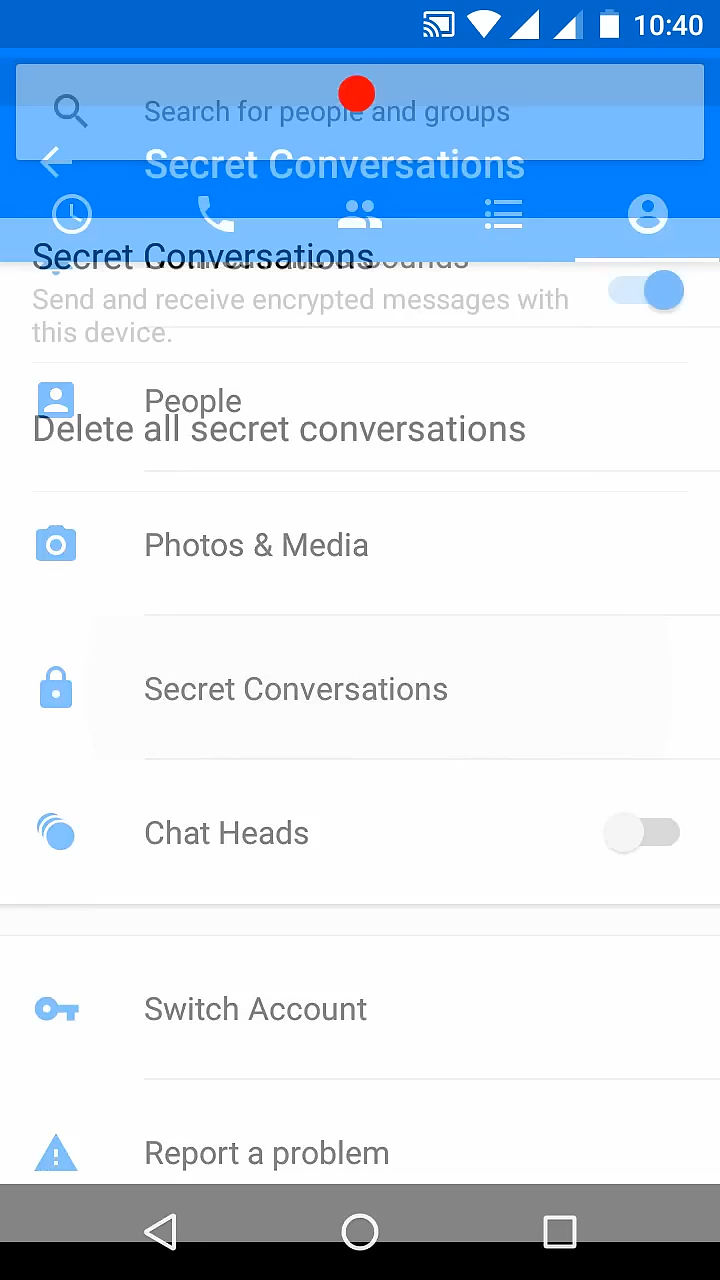 10:40
Search for people and groups
Secret Conversations
Secret Conversations
Send and receive encrypted messages with
this device.
People
Delete all secret conversations
Photos & Media
Secret Conversations
Chat Heads
Switch Account
Report a problem